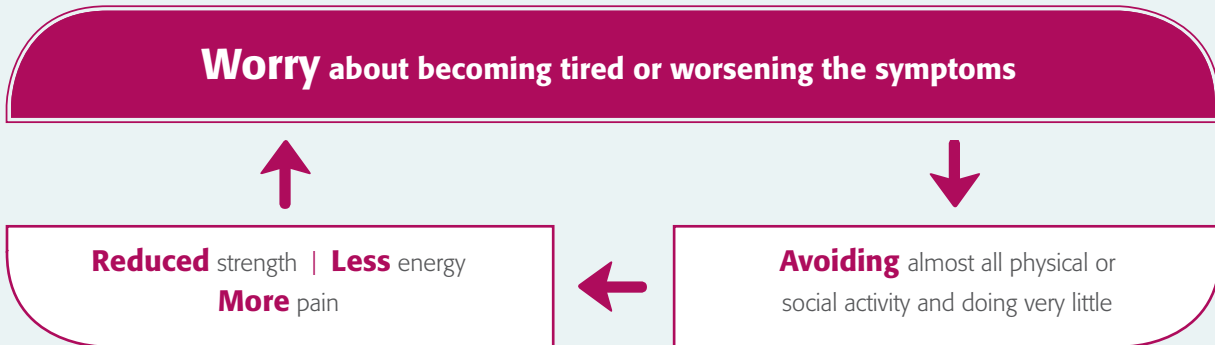 Worry about becoming tired or worsening the symptoms
Reduced strength | Less energy
More pain
Avoiding almost all physical or
social activity and doing very little